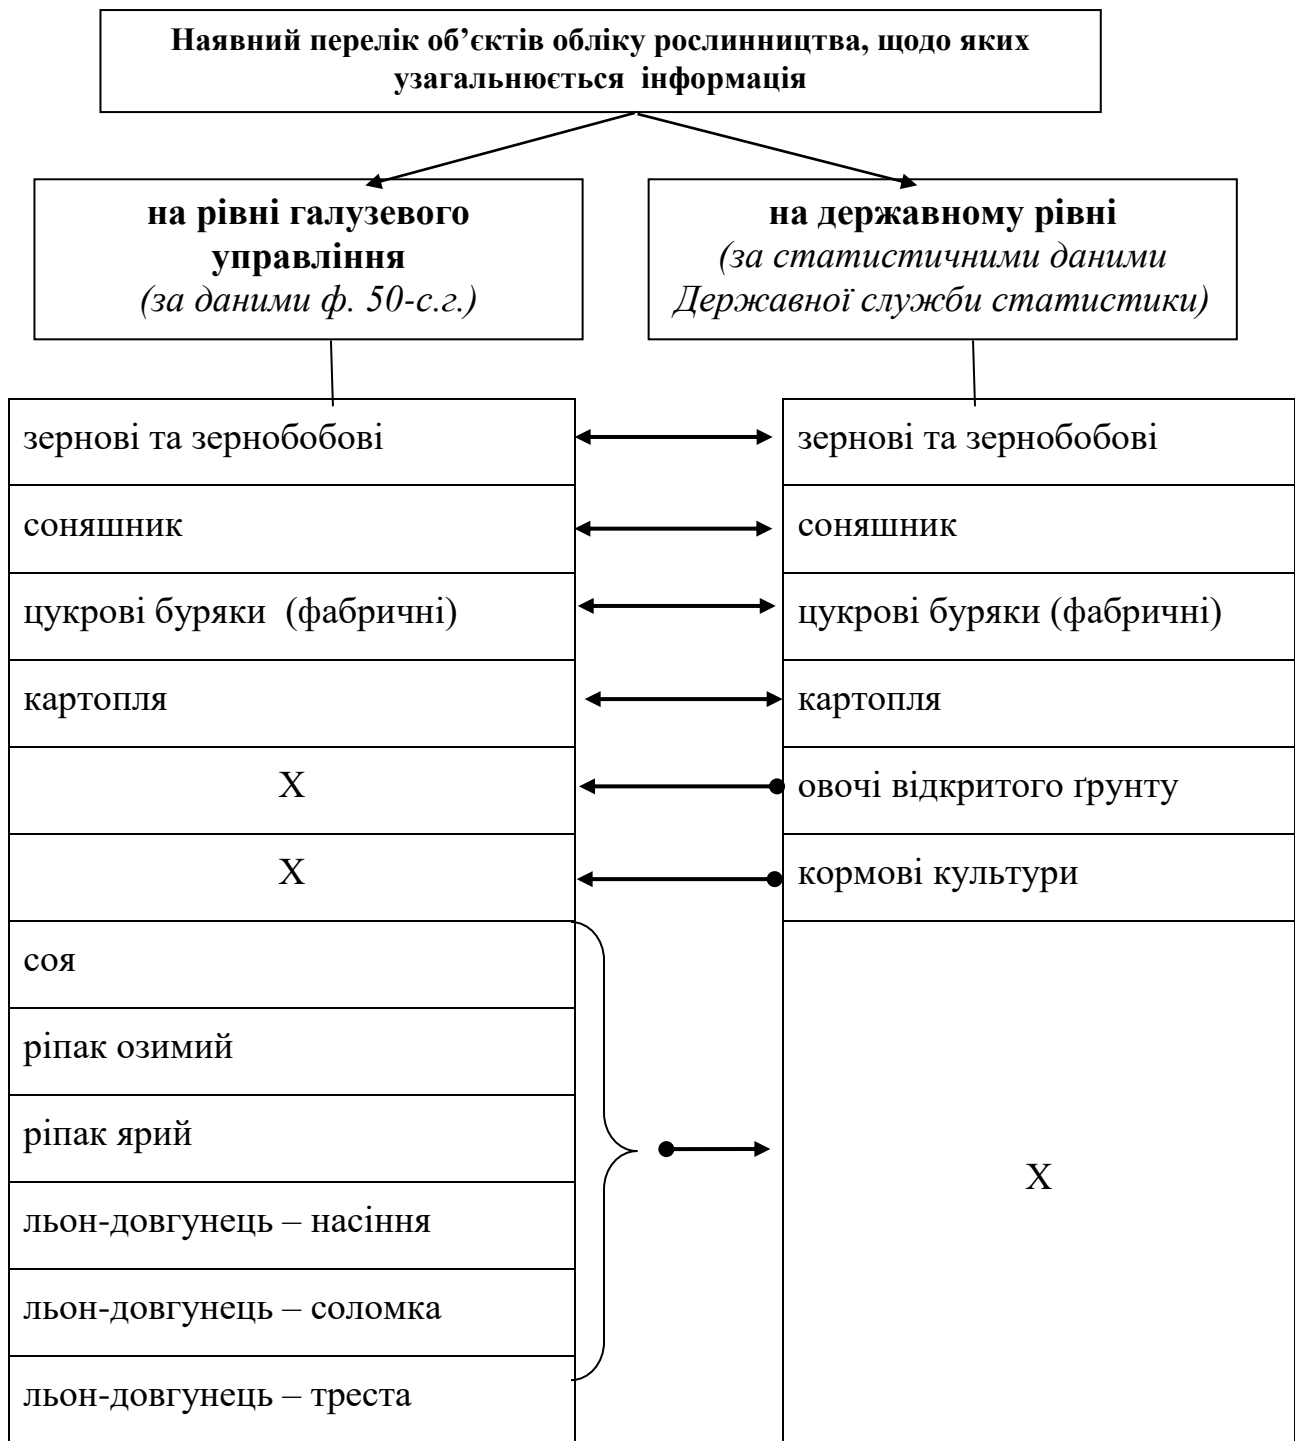 Наявний перелік об’єктів обліку рослинництва, щодо яких
узагальнюється інформація
на рівні галузевого
управління
(за даними ф. 50-с.г.)
на державному рівні
(за статистичними даними
Державної служби статистики)
зернові та зернобобові
зернові та зернобобові
соняшник
соняшник
цукрові буряки (фабричні)
цукрові буряки (фабричні)
картопля
картопля
Х
овочі відкритого ґрунту
Х
кормові культури
соя
ріпак озимий
ріпак ярий
Х
льон-довгунець – насіння
льон-довгунець – соломка
льон-довгунець – треста